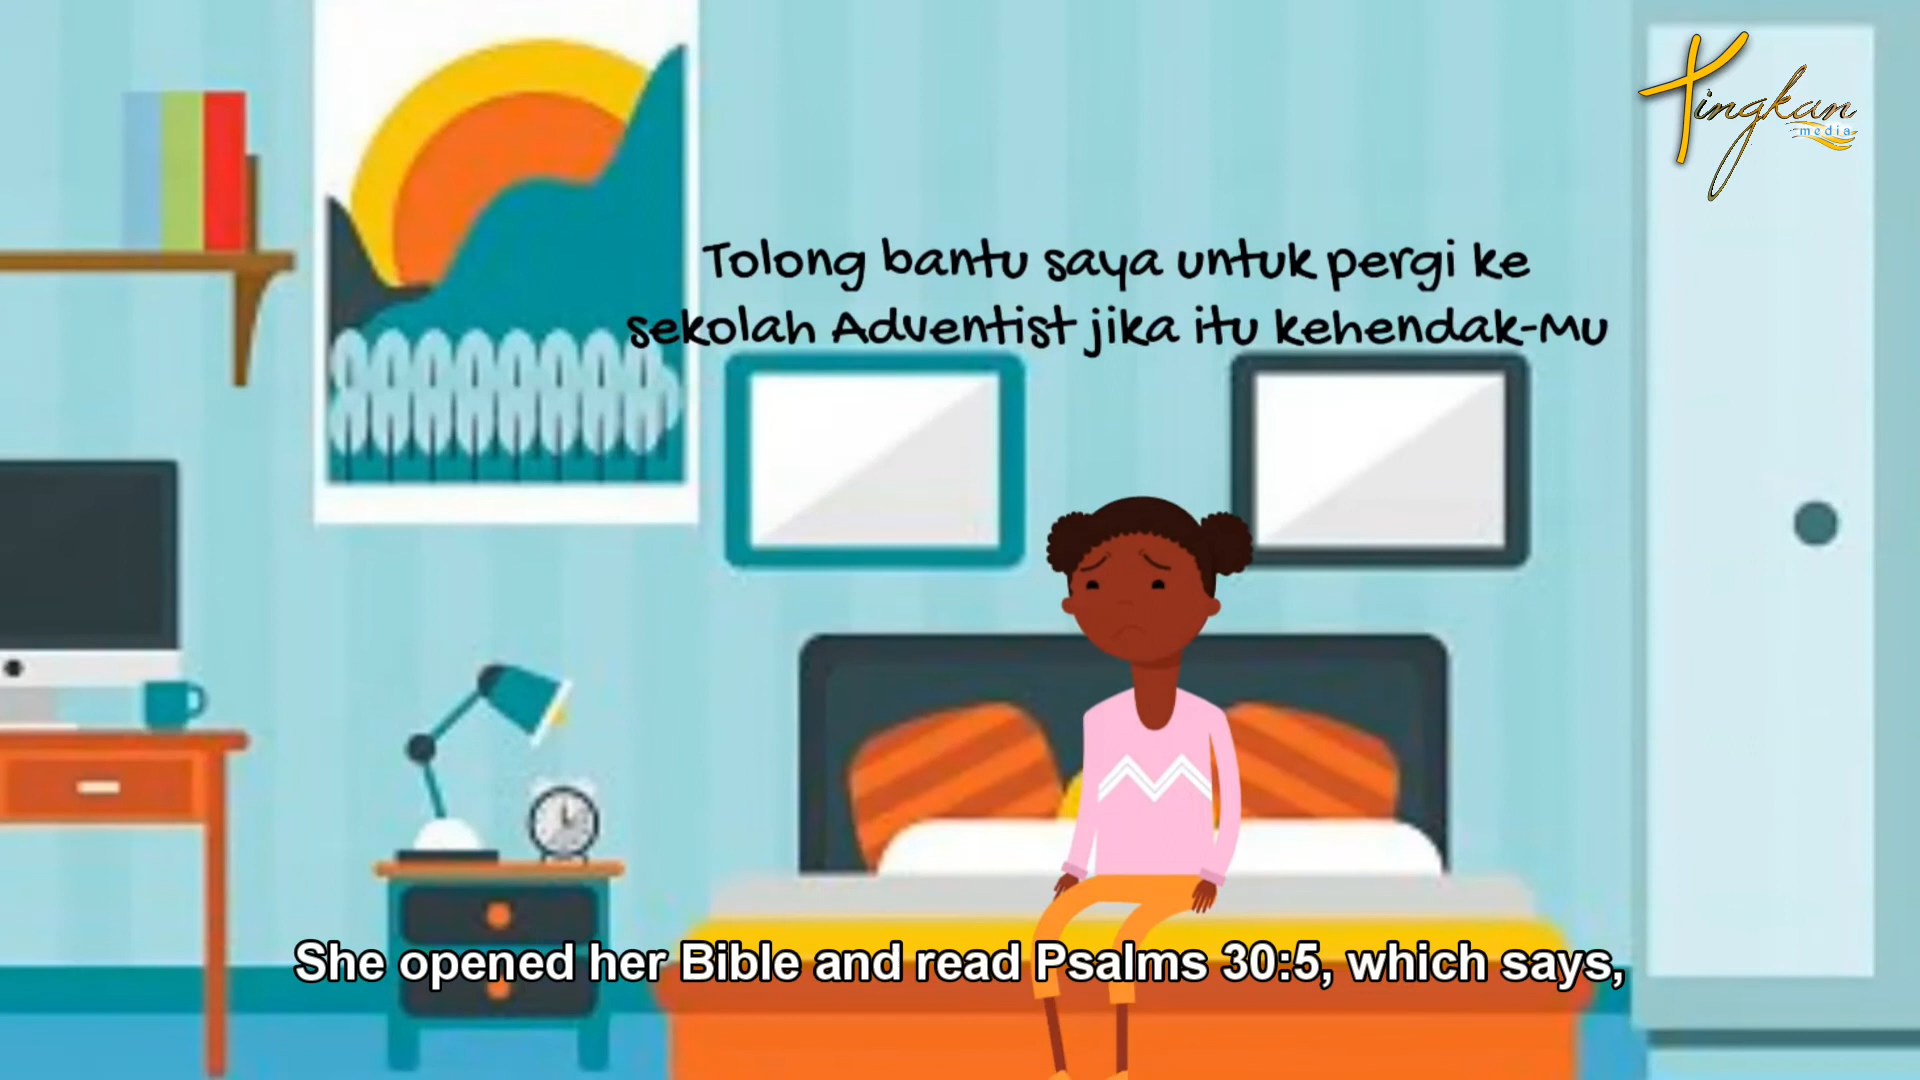 Tingkan
media
Tolong bantu saya untuk pergi ke
sekolah Adventist jika itu kehendak-Mu
She opened her Bible and read Psalms 30:5, which says,